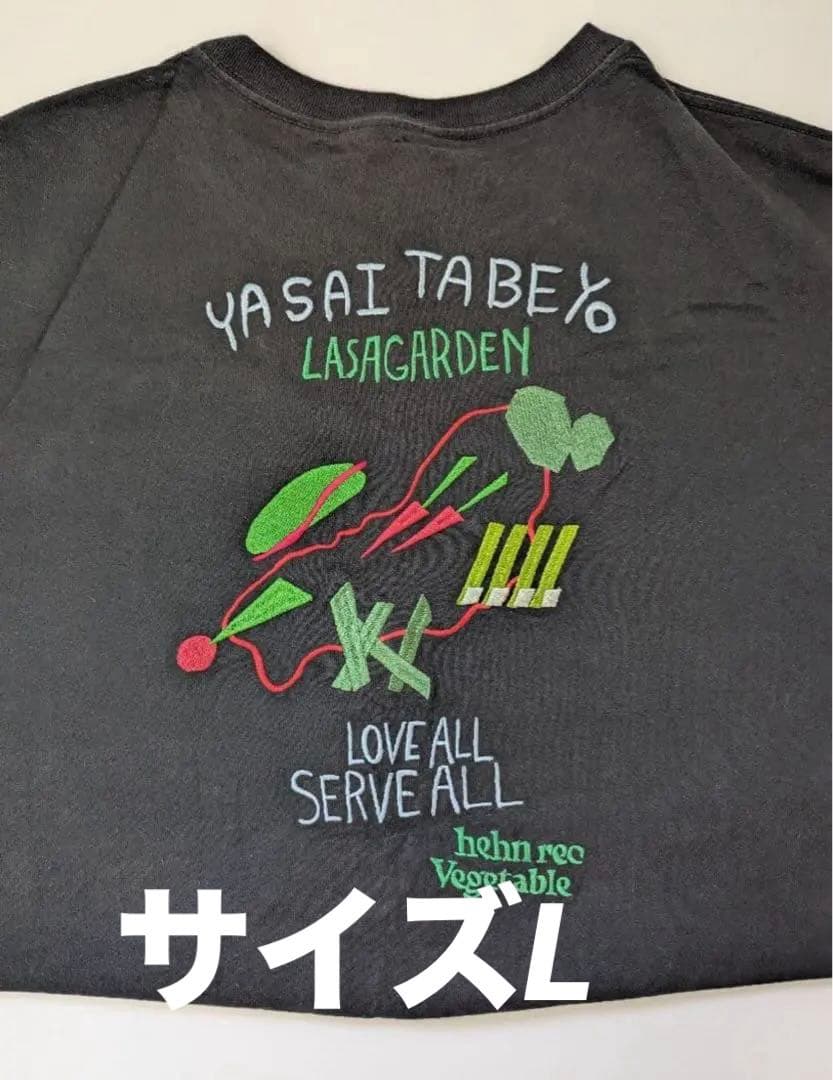 YASAI TABEYo
LASAGARDEN
LOVE ALL
SERVE ALL
hehn rec
Vegetable
サイズL